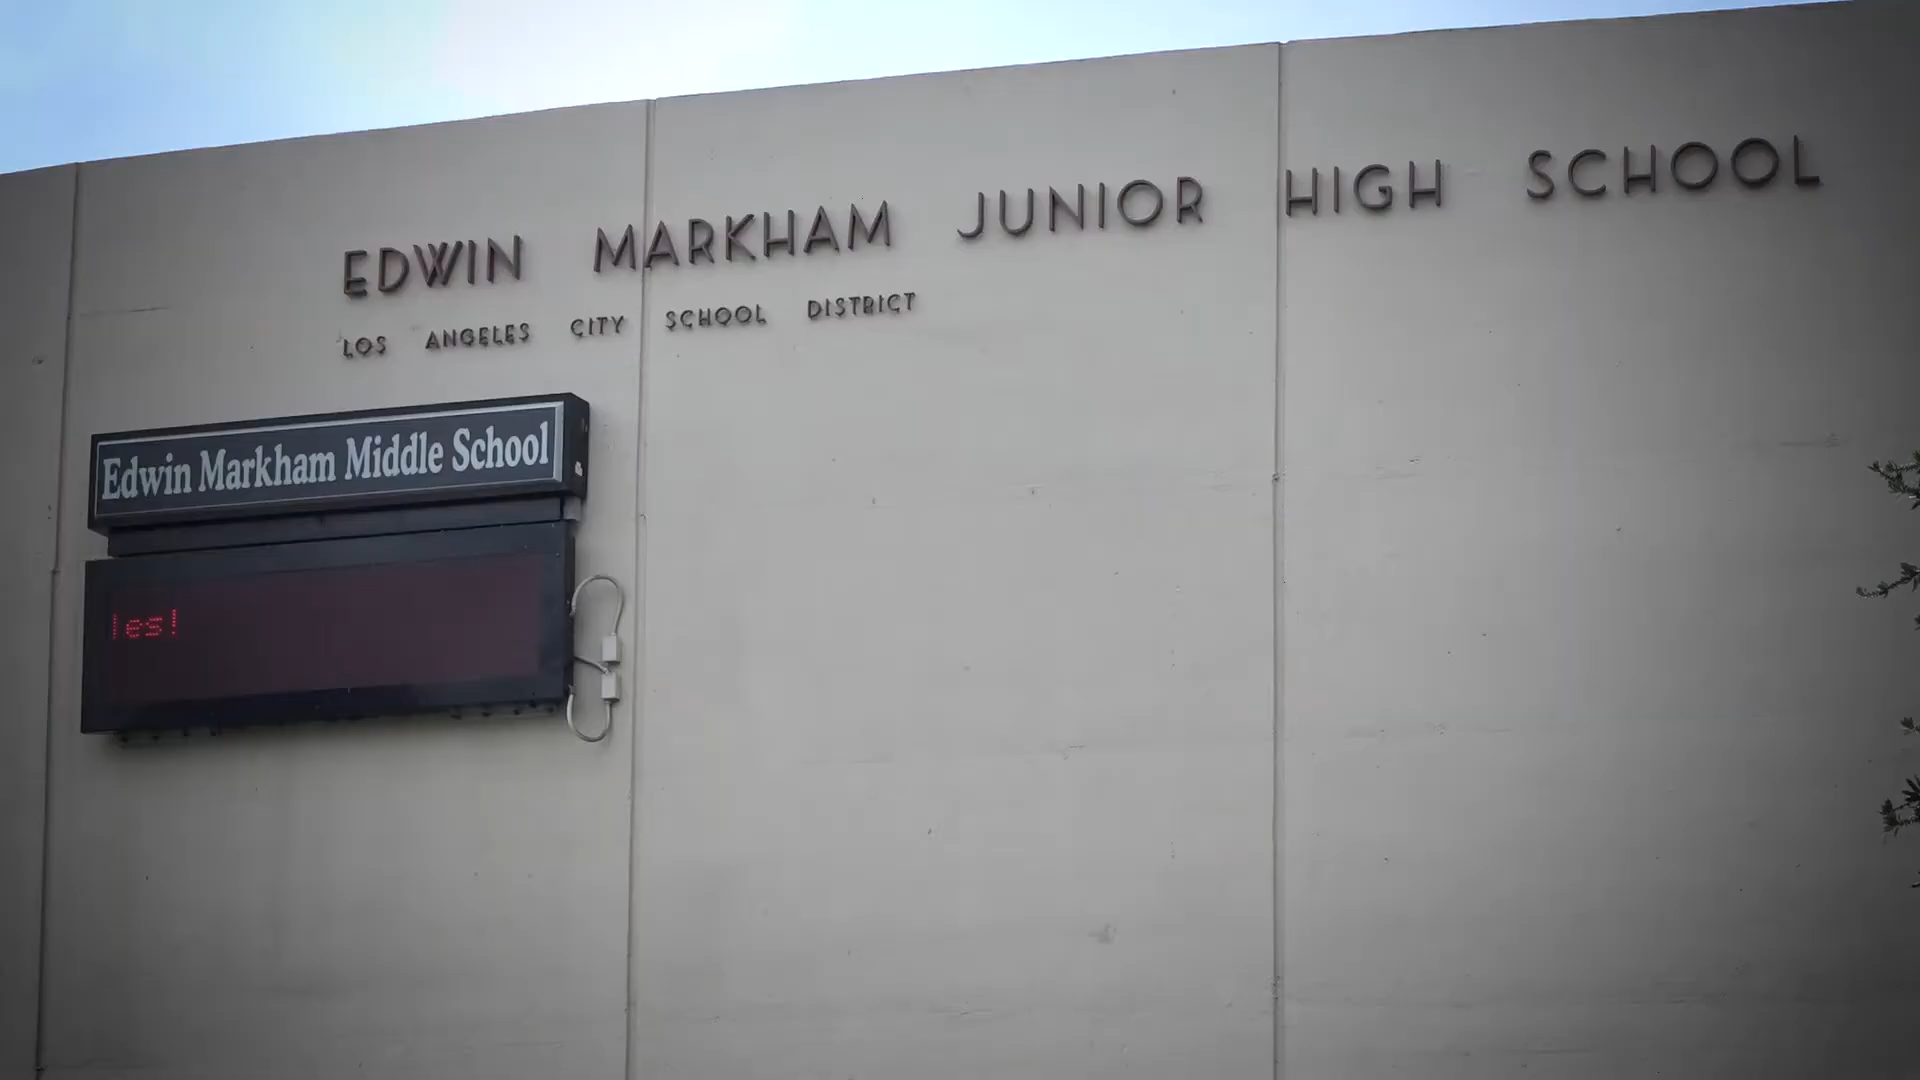 EDWIN MARKHAM JUNIOR HIGH SCHOOL
LOS ANGELES CITY SCHOOL DISTRICT
Edwin Markham Middle School
les!